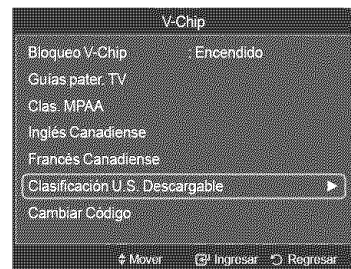 V-Chip
Bloqueo V-Chip : Encendido
Guías pater. TV
Clas. MPAA
Inglés Canadiense
Francés Canadiense
Clasificación U.S. Descargable
Cambiar Código
Mover Ingresar Regresar